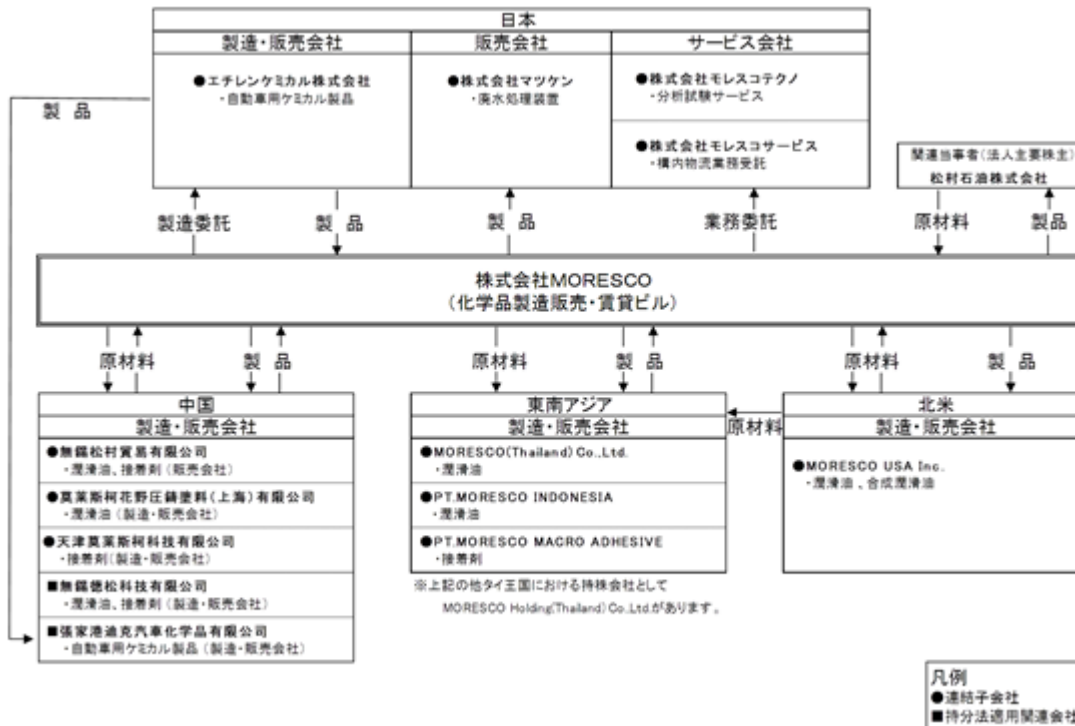 日本
製造・販売会社
販売会社
サービス会社
●エチレンケミカル株式会社
・自動車用ケミカル製品
●株式会社マツケン
・廃水処理装置
●株式会社モレスコテクノ
・分析試験サービス
●株式会社モレスコサービス
・構内物流業務受託
関連当事者(法人主要株主)
松村石油株式会社
製 品
製造委託
製 品
製 品
業務委託
原材料
製品
株式会社MORESCO
(化学品製造販売・賃貸ビル)
原材料
製 品
原材料
製 品
原材料
製 品
中国
製造・販売会社
●無錫松村貿易有限公司
・潤滑油、接着剤(販売会社)
●莫莱斯柯花野圧鋳塗料(上海)有限公司
・潤滑油(製造・販売会社)
●天津莫莱斯柯科技有限公司
・接着剤(製造・販売会社)
■無錫德松科技有限公司
・潤滑油、接着剤(製造・販売会社)
■張家港迪克汽車化学品有限公司
・自動車用ケミカル製品(製造・販売会社)
東南アジア
製造・販売会社
●MORESCO(Thailand) Co.,Ltd.
・潤滑油
●PT.MORESCO INDONESIA
・潤滑油
●PT.MORESCO MACRO ADHESIVE
・接着剤
※上記の他タイ王国における持株会社として
MORESCO Holding(Thailand) Co.,Ltd.があります。
原材料
北米
製造・販売会社
●MORESCO USA Inc.
・潤滑油、合成潤滑油
凡例
●連結子会社
■持分法適用関連会社